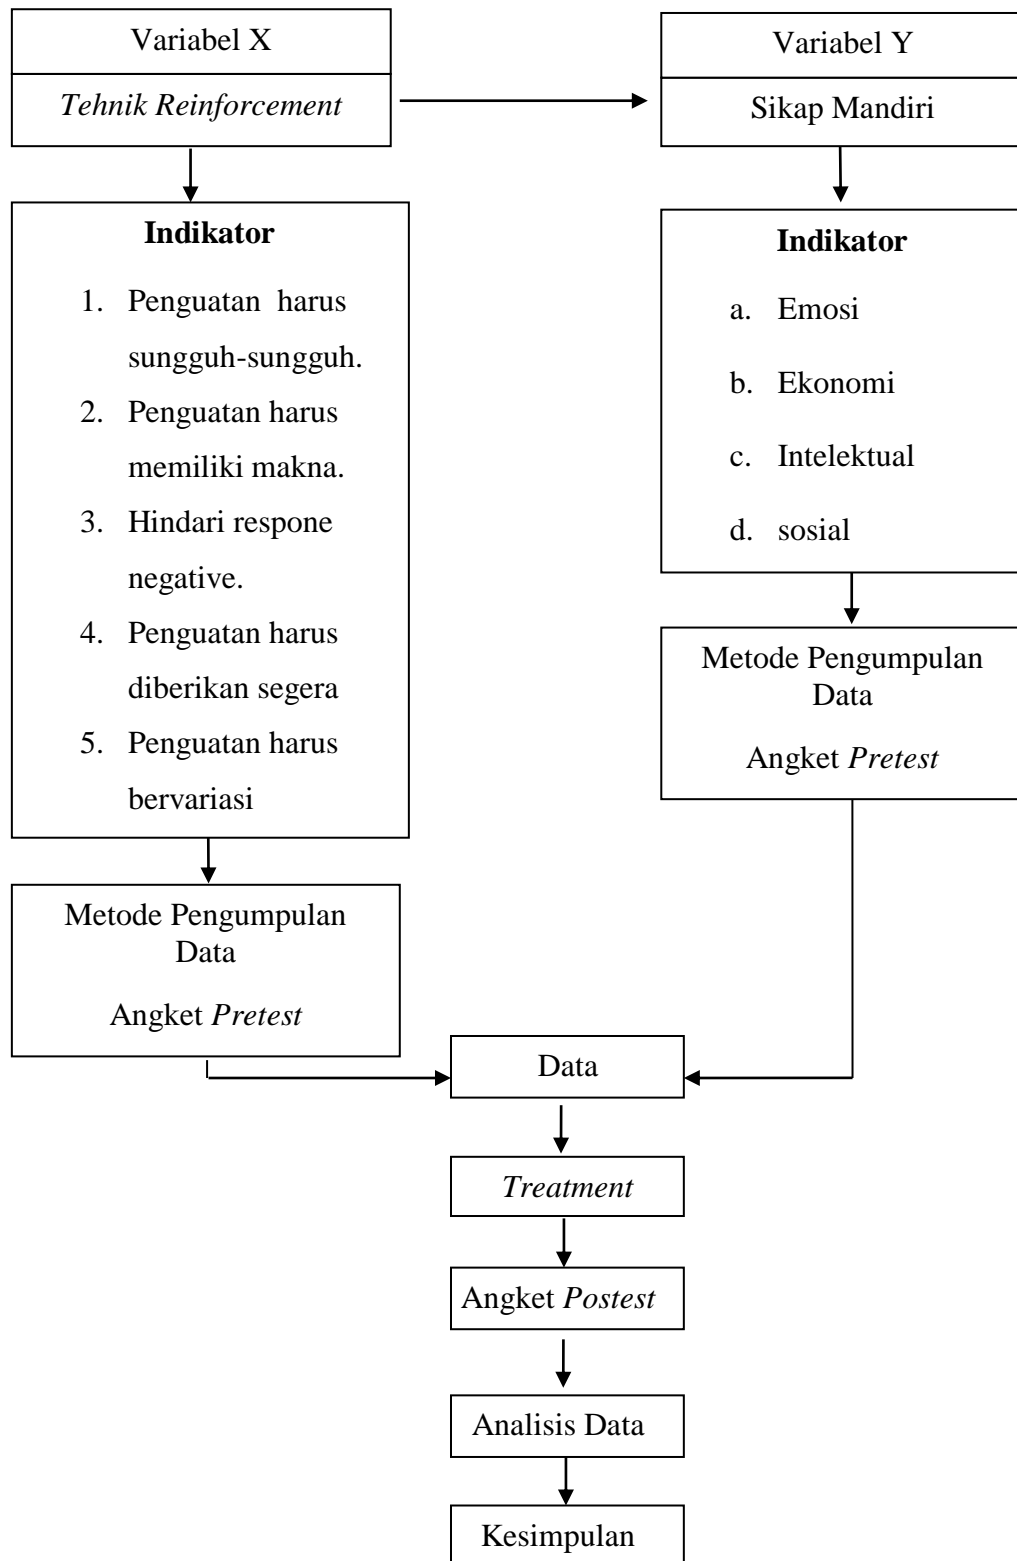 Variabel X
Tehnik Reinforcement
Variabel Y
Sikap Mandiri
Indikator
1. Penguatan harus
sungguh-sungguh.
2. Penguatan harus
memiliki makna.
3. Hindari respone
negative.
4. Penguatan harus
diberikan segera
5. Penguatan harus
bervariasi
Indikator
a. Emosi
b. Ekonomi
c. Intelektual
d. sosial
Metode Pengumpulan
Data
Angket Pretest
Metode Pengumpulan
Data
Angket Pretest
Data
Treatment
Angket Postest
Analisis Data
Kesimpulan